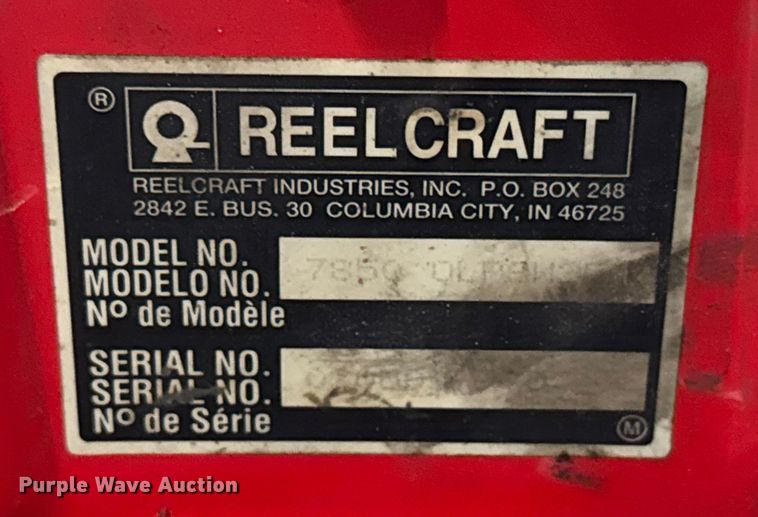 ®
REELCRAFT
REELCRAFT INDUSTRIES, INC. P.O. BOX 248
2842 E. BUS. 30 COLUMBIA CITY, IN 46725
MODEL NO.
MODELO NO.
Nº de Modèle
SERIAL NO.
SERIAL NO.
Nº de Série
M
Purple Wave Auction